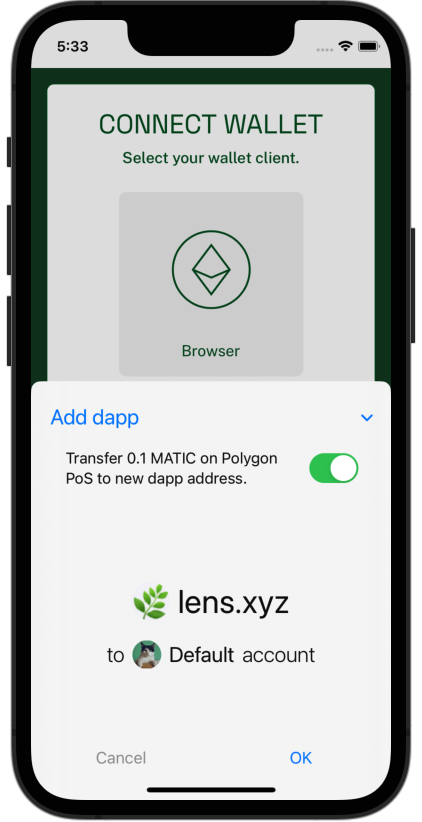 5:33
CONNECT WALLET
Select your wallet client.
Browser
Add dapp
Transfer 0.1 MATIC on Polygon
PoS to new dapp address.
lens.xyz
to Default account
Cancel OK